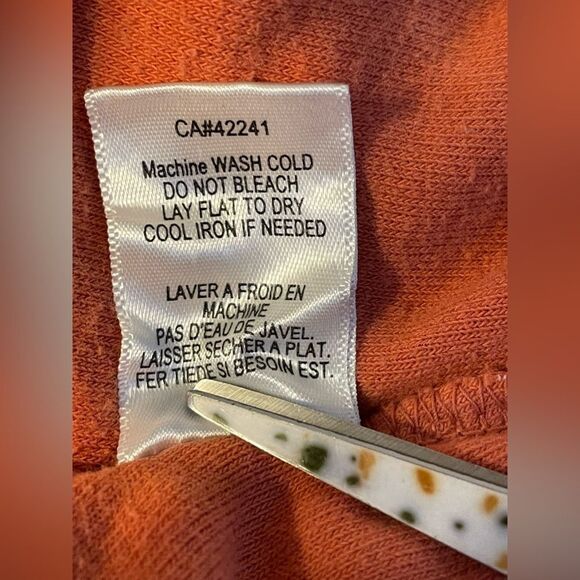 CA#42241
Machine WASH COLD
DO NOT BLEACH
LAY FLAT TO DRY
COOL IRON IF NEEDED
LAVER A FROID EN
MACHINE
PAS D'EAU DE JAVEL.
LAISSER SECHER A PLAT.
FER TIEDE SI BESOIN EST.